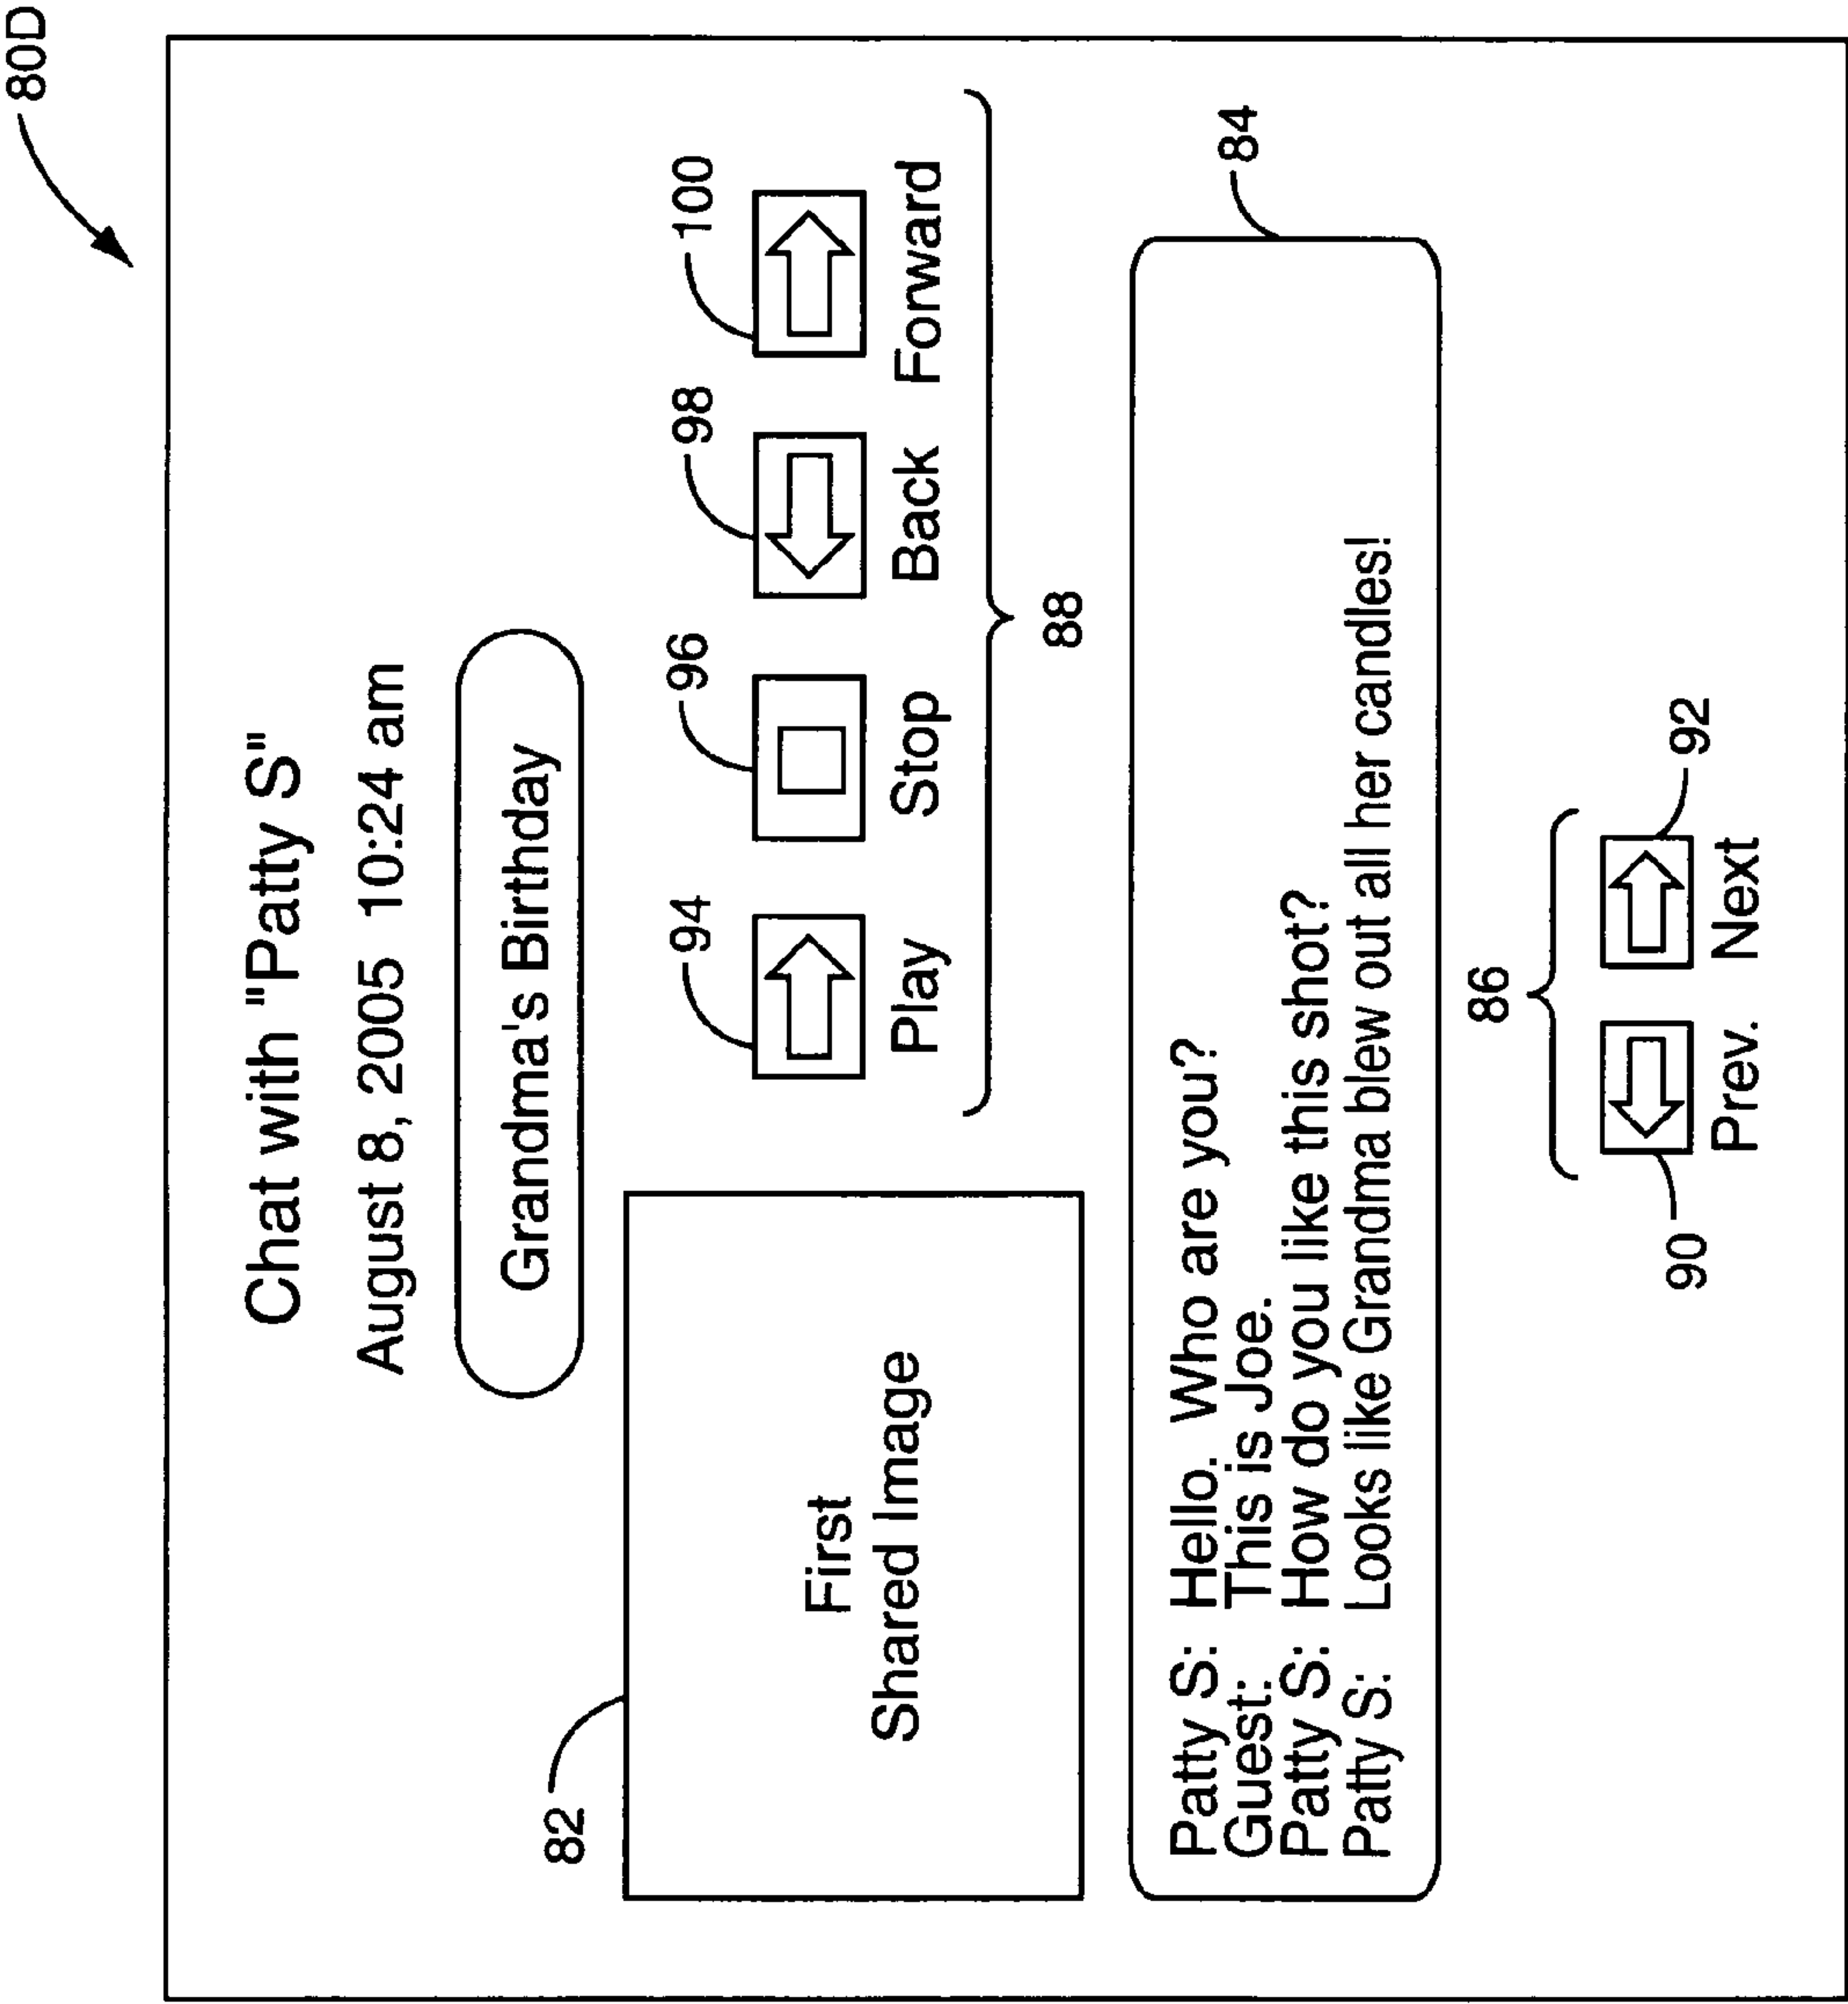 80D
Chat with "Patty S"
August 8, 2005 10:24 am
Grandma's Birthday
82
First
Shared Image
94
96
98
100
Play
Stop
Back
Forward
88
84
Patty S: Hello. Who are you?
Guest: This is Joe.
Patty S: How do you like this shot?
Patty S: Looks like Grandma blew out all her candles!
86
90
92
Prev.
Next